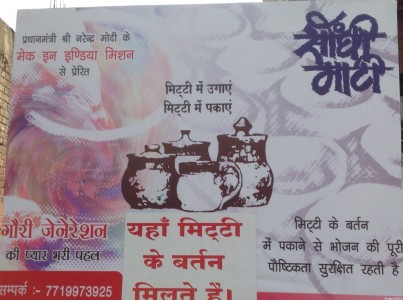 प्रधानमंत्री श्री नरेन्द्र मोदी के
मेक इन इण्डिया मिशन
से प्रेरित
सौंधी
माटी
मिट्टी में उगाएं
मिट्टी में पकाएं
गौरी जेनेरेशन
की प्यार भरी पहल
सम्पर्क :- 7719973925
यहाँ मिट्टी
के बर्तन
मिलते है।
मिट्टी के बर्तन
में पकाने से भोजन की पूरी
पौष्टिकता सुरक्षित रहती है